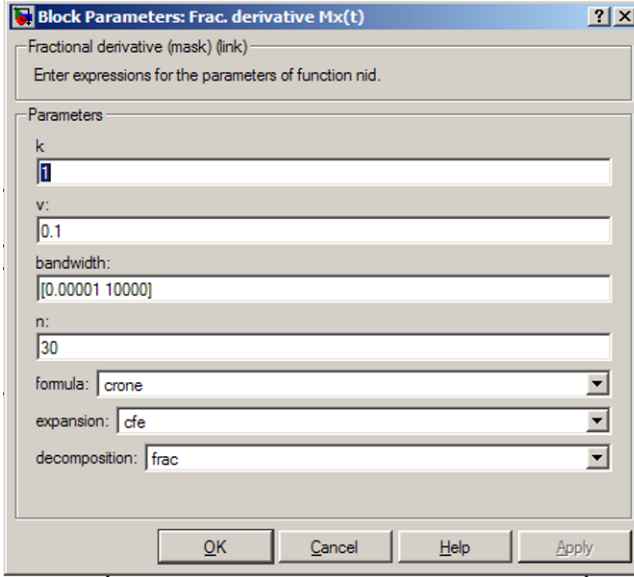 Block Parameters: Frac. derivative Mx(t)
Fractional derivative (mask) (link)
Enter expressions for the parameters of function nid.
Parameters
k
1
v:
0.1
bandwidth:
[0.00001 10000]
n:
30
formula: crone
expansion: cfe
decomposition: frac
OK Cancel Help Apply